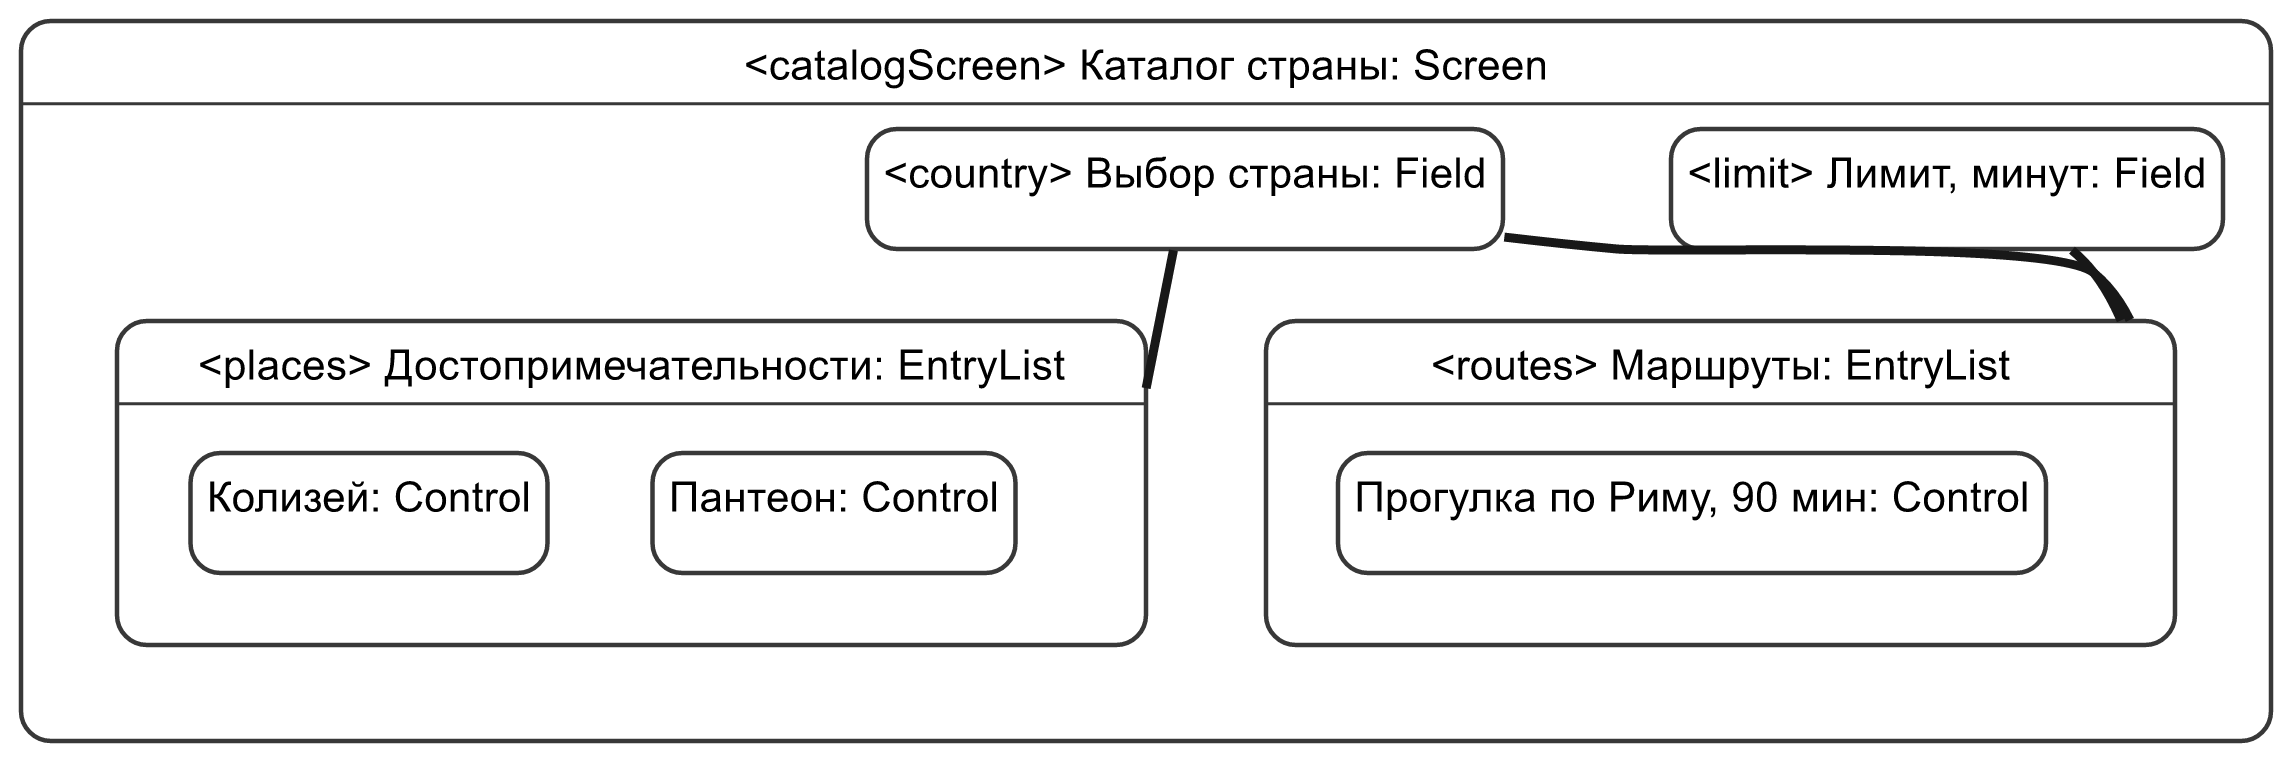 <catalogScreen> Каталог страны: Screen
<country> Выбор страны: Field
<limit> Лимит, минут: Field
<places> Достопримечательности: EntryList
<routes> Маршруты: EntryList
Колизей: Control
Пантеон: Control
Прогулка по Риму, 90 мин: Control